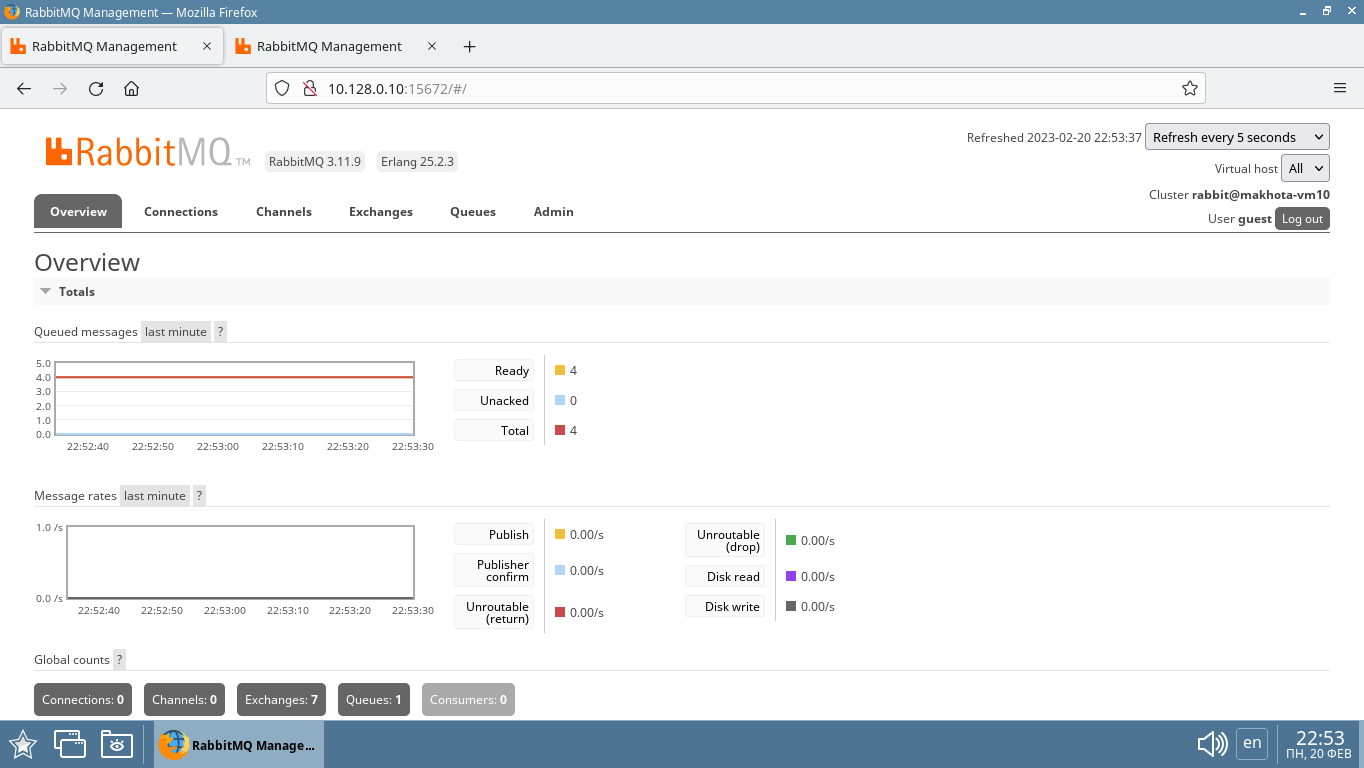 RabbitMQ Management — Mozilla Firefox
RabbitMQ Management
RabbitMQ Management
10.128.0.10:15672/#/
RabbitMQ TM
RabbitMQ 3.11.9
Erlang 25.2.3
Refreshed 2023-02-20 22:53:37
Refresh every 5 seconds
Virtual host
All
Cluster rabbit@makhota-vm10
User guest
Log out
Overview
Connections
Channels
Exchanges
Queues
Admin
Overview
Totals
Queued messages last minute ?
5.0
4.0
3.0
2.0
1.0
0.0
22:52:40 22:52:50 22:53:00 22:53:10 22:53:20 22:53:30
Ready 4
Unacked 0
Total 4
Message rates last minute ?
1.0 /s
0.0 /s
22:52:40 22:52:50 22:53:00 22:53:10 22:53:20 22:53:30
Publish 0.00/s
Publisher
confirm 0.00/s
Unroutable
(return) 0.00/s
Unroutable
(drop) 0.00/s
Disk read 0.00/s
Disk write 0.00/s
Global counts ?
Connections: 0
Channels: 0
Exchanges: 7
Queues: 1
Consumers: 0
RabbitMQ Manage...
en
22:53
ПН, 20 ФЕВ